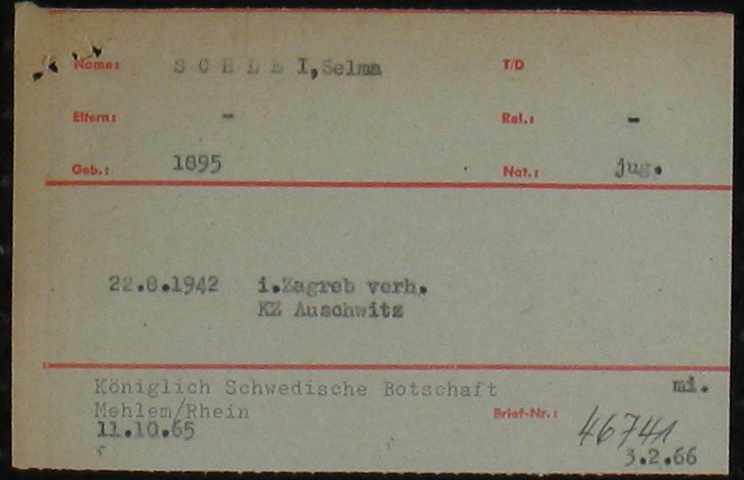 Name: SCHLEI, Selma T/D
Eltern: - Rel.: -
Geb.: 1895 Nat.: jug.
22.8.1942 i.Zagreb verh.
KZ Auschwitz
Königlich Schwedische Botschaft mi.
Mehlem/Rhein
Brief-Nr.: 46741
11.10.65
3.2.66